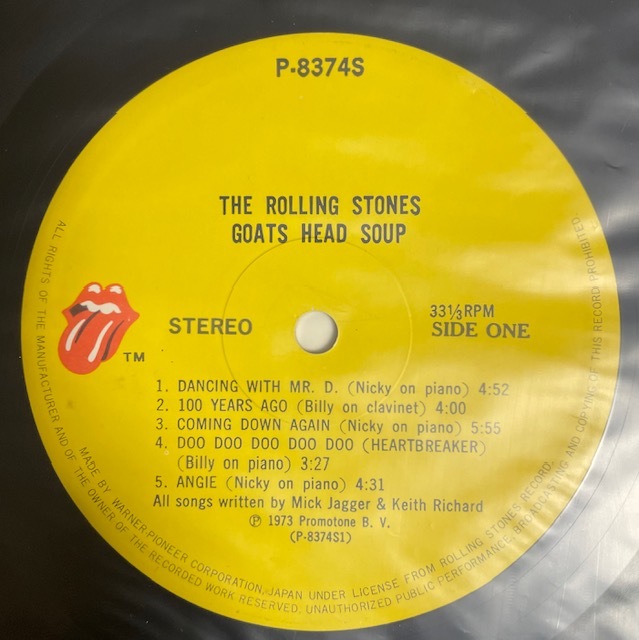 P-8374S
THE ROLLING STONES
GOATS HEAD SOUP
TM
STEREO
33⅓RPM
SIDE ONE
1. DANCING WITH MR. D. (Nicky on piano) 4:52
2. 100 YEARS AGO (Billy on clavinet) 4:00
3. COMING DOWN AGAIN (Nicky on piano) 5:55
4. DOO DOO DOO DOO DOO (HEARTBREAKER)
(Billy on piano) 3:27
5. ANGIE (Nicky on piano) 4:31
All songs written by Mick Jagger & Keith Richard
℗ 1973 Promotone B. V.
(P-8374S1)
MADE BY WARNER-PIONEER CORPORATION, JAPAN UNDER LICENSE FROM ROLLING STONES RECORD.
ALL RIGHTS OF THE MANUFACTURER AND OF THE OWNER OF THE RECORDED WORK RESERVED. UNAUTHORIZED PUBLIC PERFORMANCE, BROADCASTING AND COPYING OF THIS RECORD PROHIBITED.